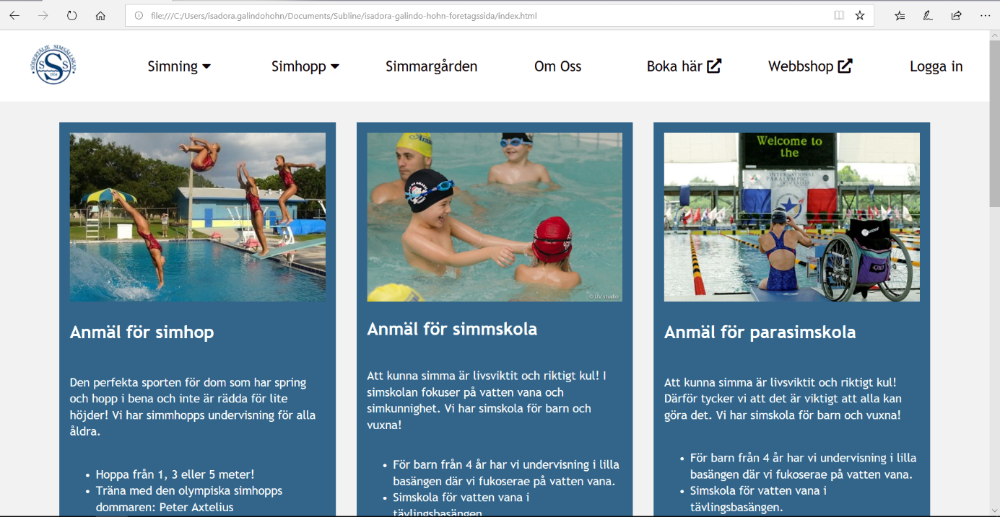 file:///C:/Users/isadora.galindohohn/Documents/Subline/isadora-galindo-hohn-foretagssida/index.html
SÖDERTÄLJE SIMSÄLLSKAP
S S S
Simning
Simhopp
Simmargården
Om Oss
Boka här
Webbshop
Logga in
Anmäl för simhop
Den perfekta sporten för dom som har spring
och hopp i bena och inte är rädda för lite
höjder! Vi har simmhopps undervisning för alla
åldra.
• Hoppa från 1, 3 eller 5 meter!
• Träna med den olympiska simhopps
dommaren: Peter Axtelius
© UV studio
Anmäl för simmskola
Att kunna simma är livsviktit och riktigt kul! I
simskolan fokuser på vatten vana och
simkunnighet. Vi har simskola för barn och
vuxna!
• För barn från 4 år har vi undervisning i lilla
basängen där vi fukoserae på vatten vana.
• Simskola för vatten vana i
tävlingsbasängen.
Welcome to
the
INTERNATIONAL
PARALYMPIC
Anmäl för parasimskola
Att kunna simma är livsviktit och riktigt kul!
Därför tycker vi att det är viktigt att alla kan
göra det. Vi har simskola för barn och vuxna!
• För barn från 4 år har vi undervisning i lilla
basängen där vi fukoserae på vatten vana.
• Simskola för vatten vana i
tävlingsbasängen.